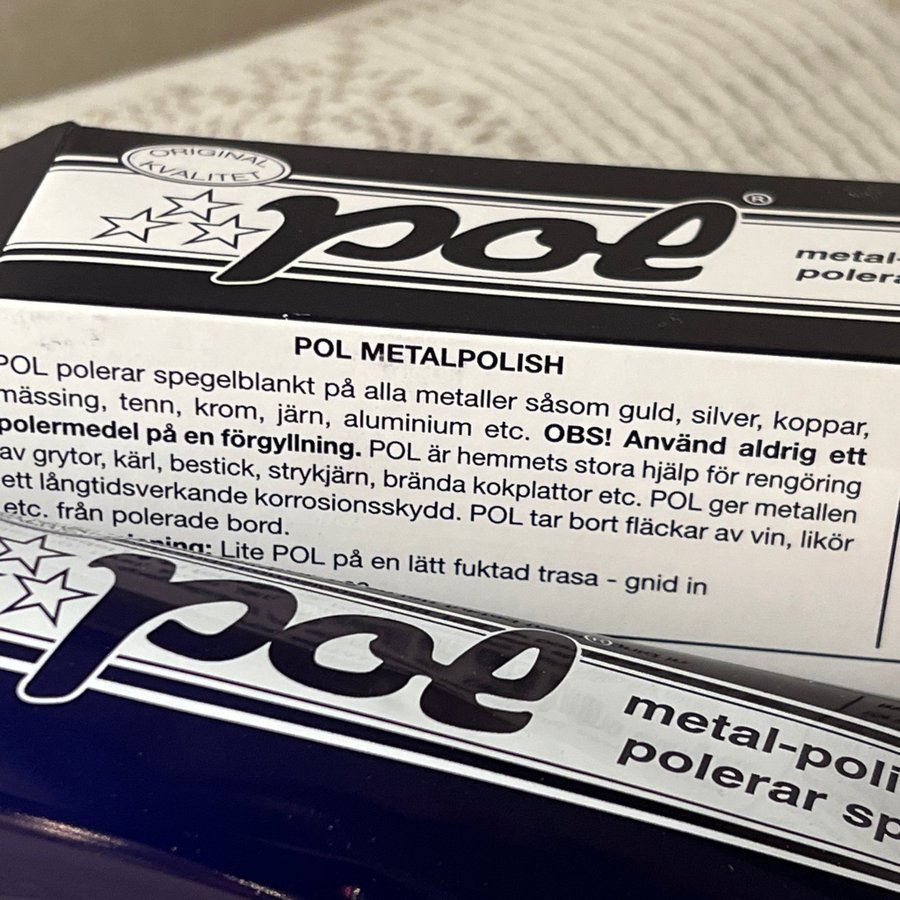 ORIGINAL
KVALITET
pol®
metal-
POL METALPOLISH
POL polerar spegelblankt på alla metaller såsom guld, silver, koppar,
mässing, tenn, krom, järn, aluminium etc. OBS! Använd aldrig ett
polermedel på en förgyllning. POL är hemmets stora hjälp för rengöring
av grytor, kärl, bestick, strykjärn, brända kokplattor etc. POL ger metallen
ett långtidsverkande korrosionsskydd. POL tar bort fläckar av vin, likör
etc. från polerade bord.
Lite POL på en lätt fuktad trasa - gnid in
pol
metal-poli
polerar sp